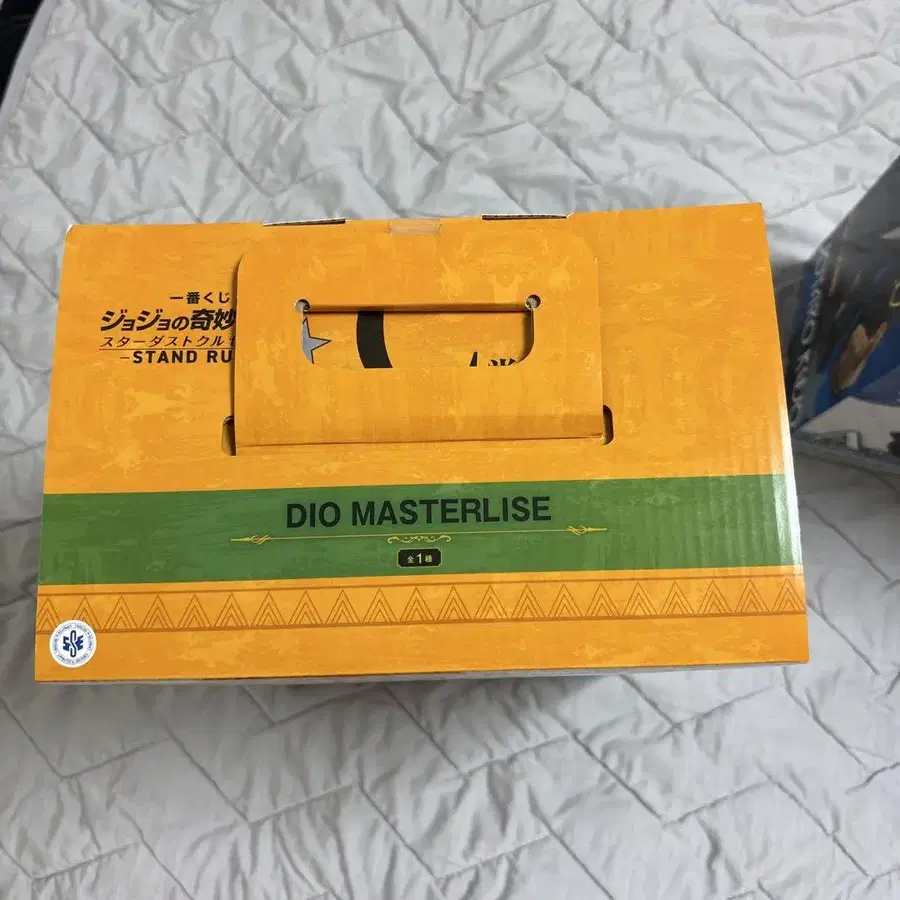 一番くじ
ジョジョの奇妙
スターダストクル
—STAND RU
DIO MASTERLISE
全1種